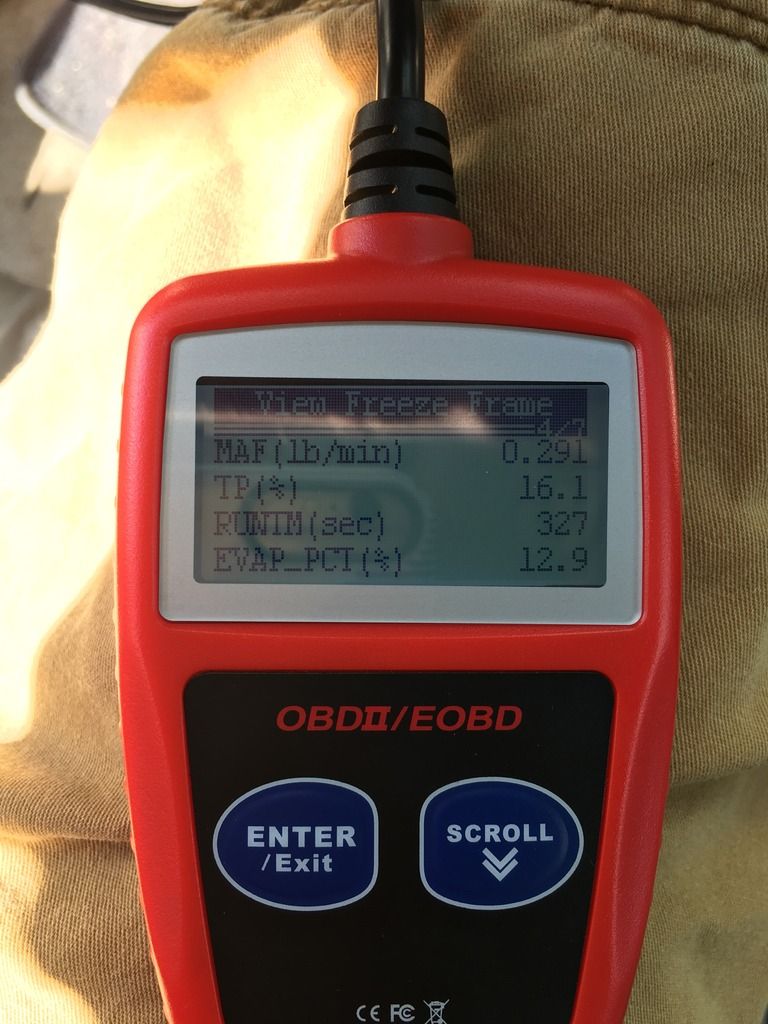 View Freeze Frame
4/7
MAF(lb/min) 0.291
TP(%) 16.1
RUNTM(sec) 327
EVAP_PCT(%) 12.9
OBDII/EOBD
ENTER
/Exit
SCROLL
CE FC